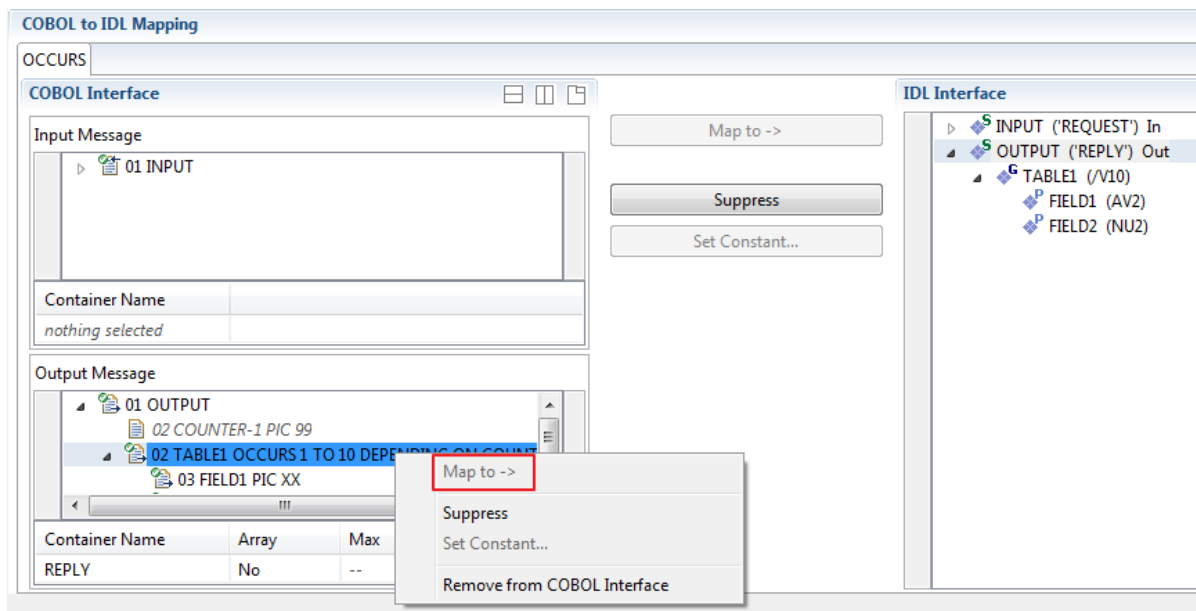 COBOL to IDL Mapping
OCCURS
COBOL Interface
Input Message
01 INPUT
Container Name
nothing selected
Output Message
01 OUTPUT
02 COUNTER-1 PIC 99
02 TABLE1 OCCURS 1 TO 10 DEPENDING ON COUNT
03 FIELD1 PIC XX
Container Name Array Max
REPLY No --
Map to ->
Suppress
Set Constant...
Map to ->
Suppress
Set Constant...
Remove from COBOL Interface
IDL Interface
S INPUT ('REQUEST') In
S OUTPUT ('REPLY') Out
G TABLE1 (/V10)
P FIELD1 (AV2)
P FIELD2 (NU2)